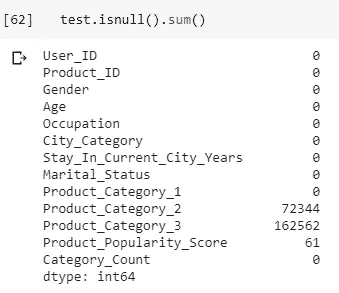 [62] test.isnull().sum()
User_ID 0
Product_ID 0
Gender 0
Age 0
Occupation 0
City_Category 0
Stay_In_Current_City_Years 0
Marital_Status 0
Product_Category_1 0
Product_Category_2 72344
Product_Category_3 162562
Product_Popularity_Score 61
Category_Count 0
dtype: int64